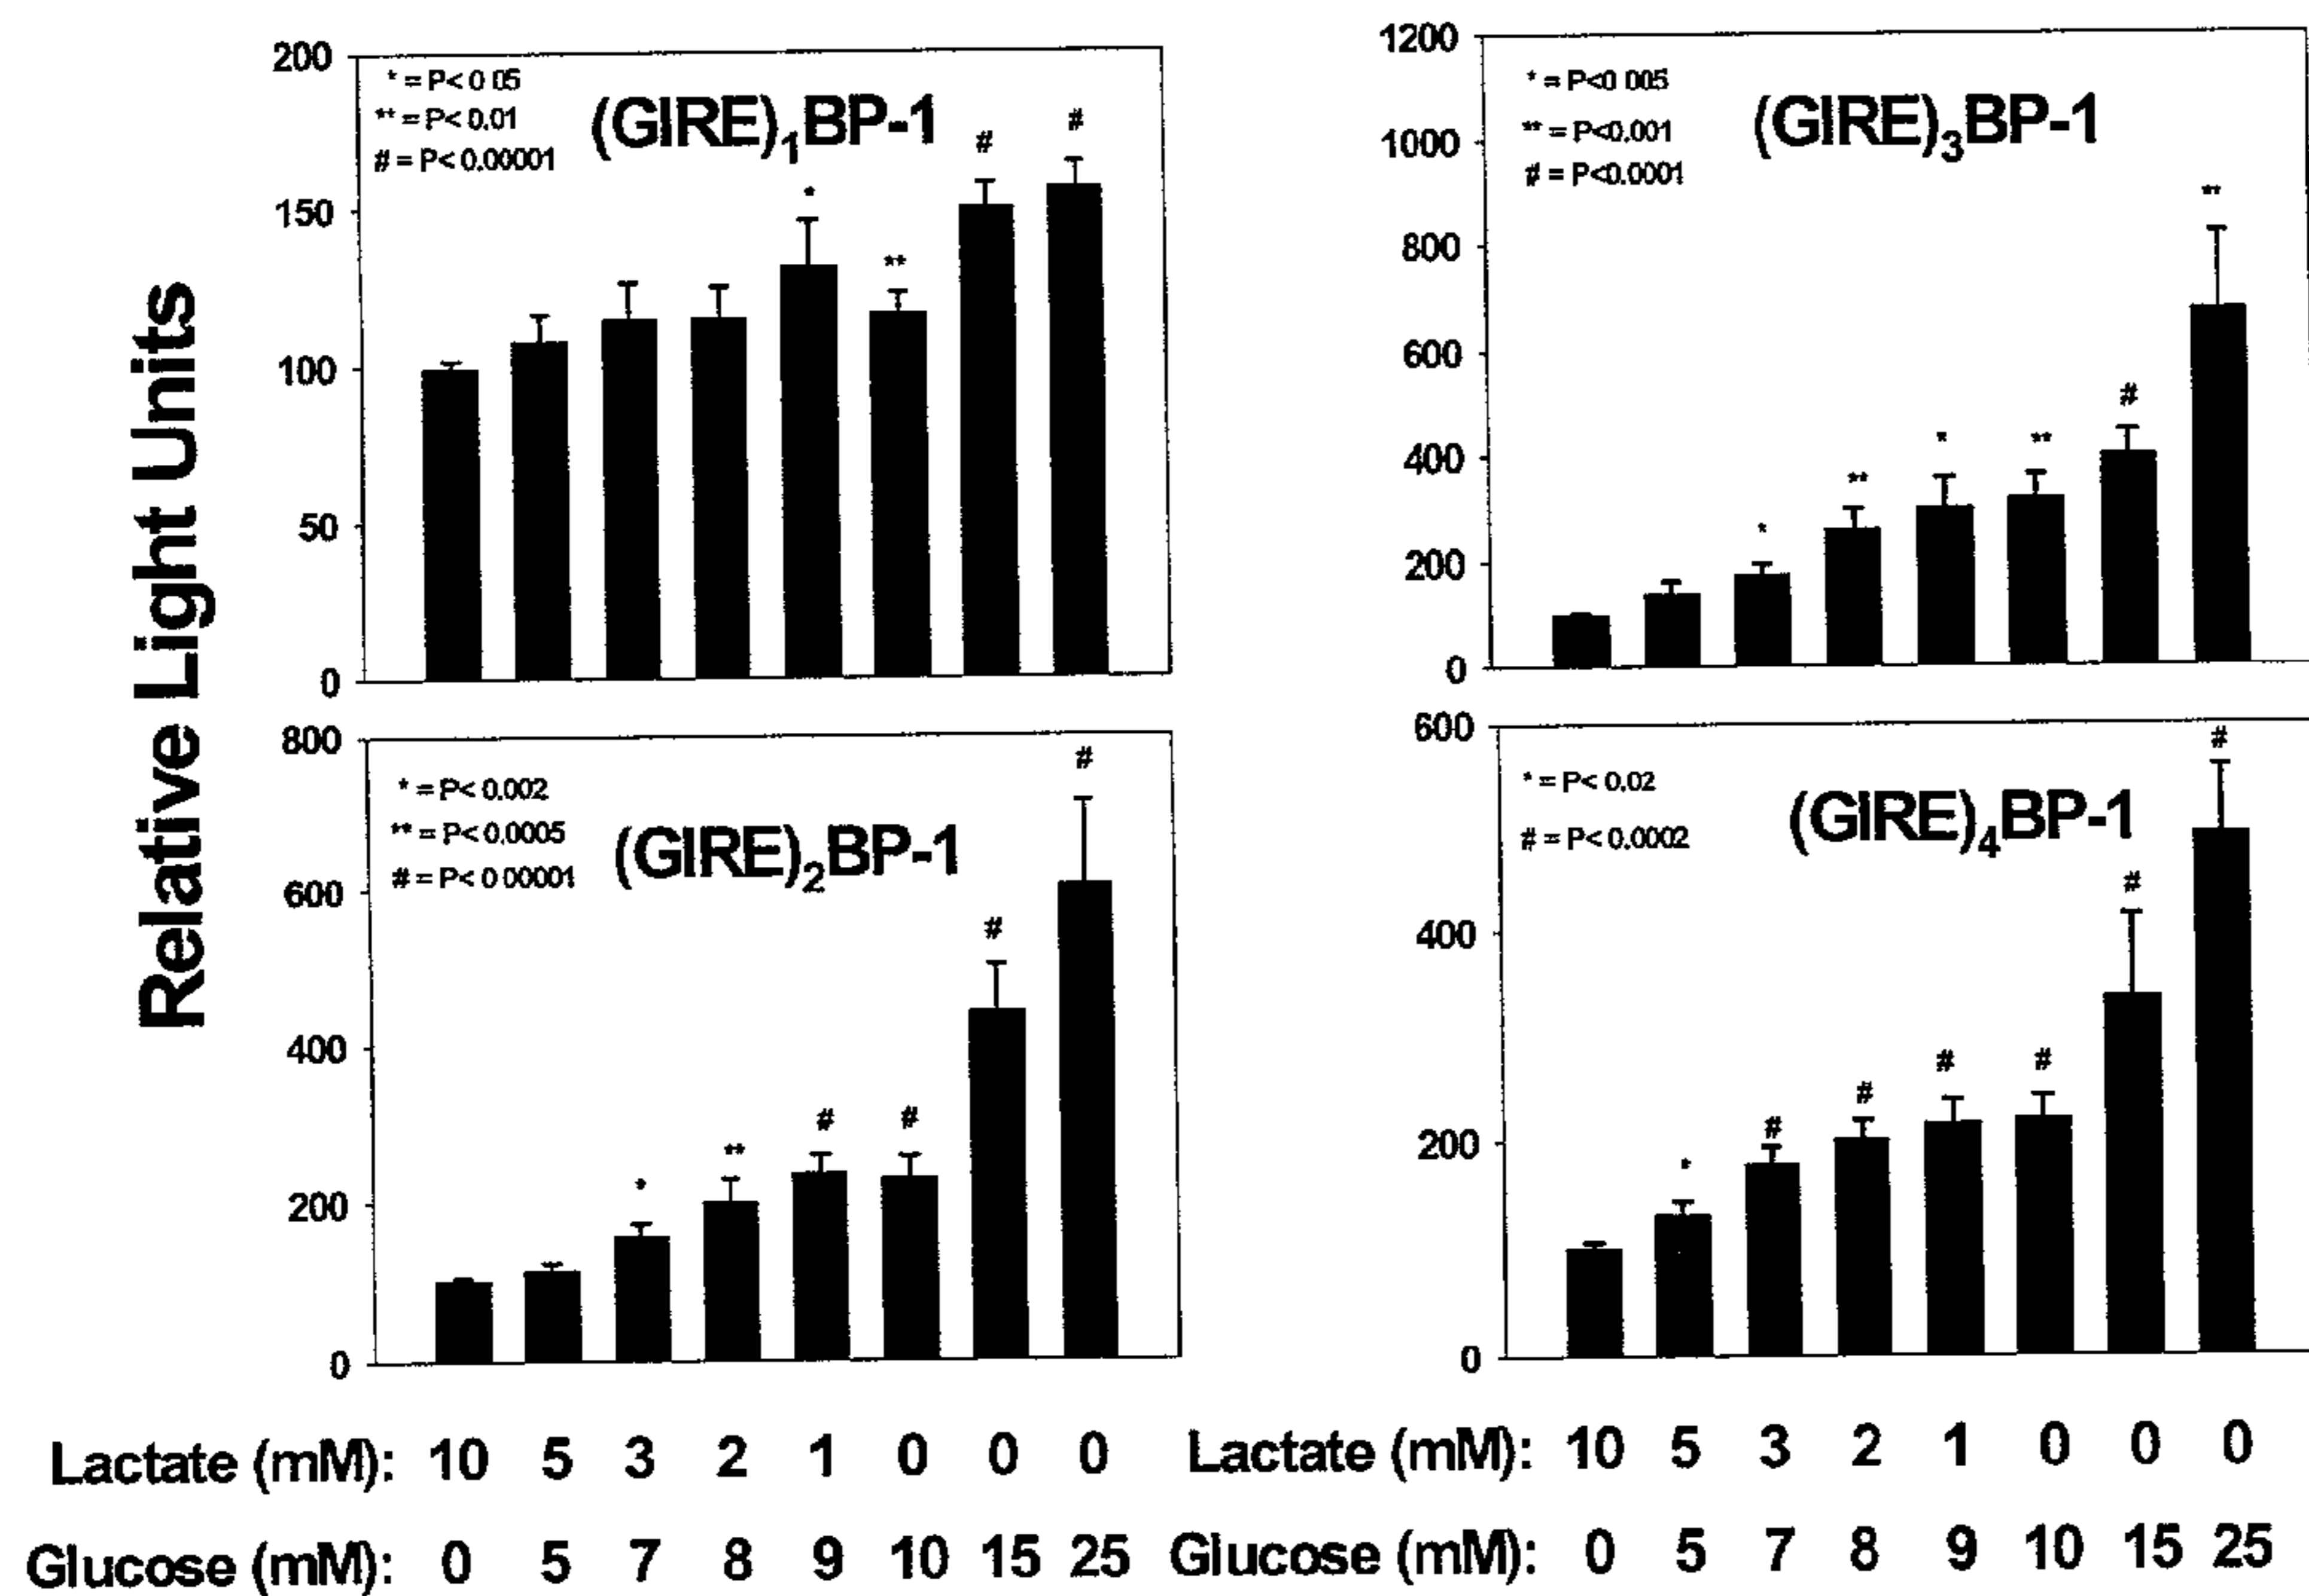 Relative Light Units
200
150
100
50
0
* = P< 0 05
** = P< 0.01
# = P< 0.00001
(GIRE)₁BP-1
*
**
#
#
1200
1000
800
600
400
200
0
* = P<0 005
** = P<0.001
# = P<0.0001
(GIRE)₃BP-1
*
**
*
**
#
**
800
600
400
200
0
* = P< 0.002
** = P< 0.0005
# = P< 0 00001
(GIRE)₂BP-1
*
**
#
#
#
#
600
400
200
0
* = P< 0.02
# = P< 0.0002
(GIRE)₄BP-1
*
#
#
#
#
#
#
Lactate (mM): 10 5 3 2 1 0 0 0
Glucose (mM): 0 5 7 8 9 10 15 25
Lactate (mM): 10 5 3 2 1 0 0 0
Glucose (mM): 0 5 7 8 9 10 15 25